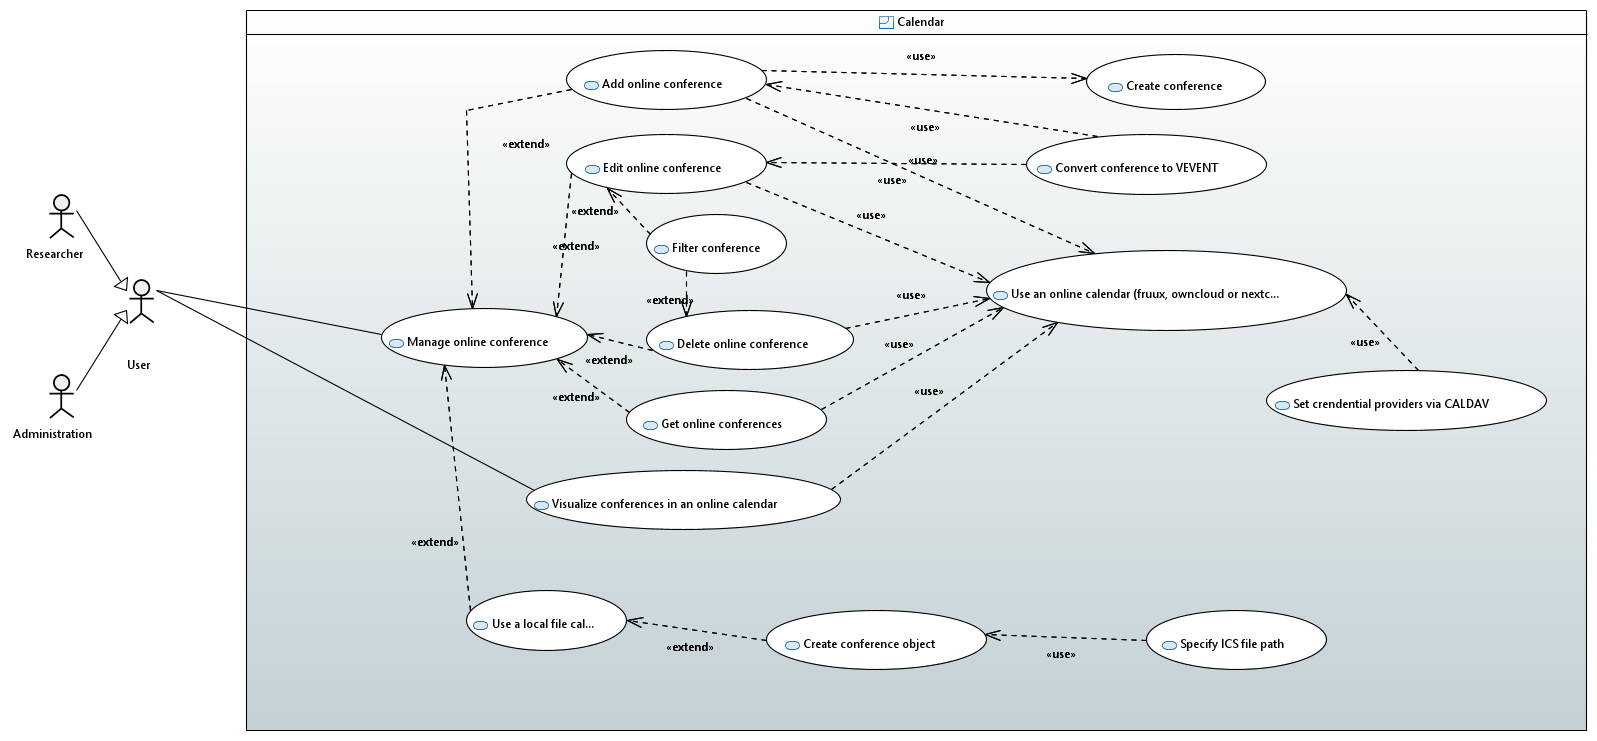 Calendar
«use»
Add online conference
Create conference
«use»
«extend»
«use»
Edit online conference
Convert conference to VEVENT
«use»
«extend»
«use»
«extend»
Filter conference
Researcher
Use an online calendar (fruux, owncloud or nextc...
«extend»
«use»
Manage online conference
Delete online conference
«use»
«use»
User
«extend»
«extend»
«use»
Set crendential providers via CALDAV
Get online conferences
Administration
Visualize conferences in an online calendar
«extend»
Use a local file cal...
Create conference object
Specify ICS file path
«extend»
«use»